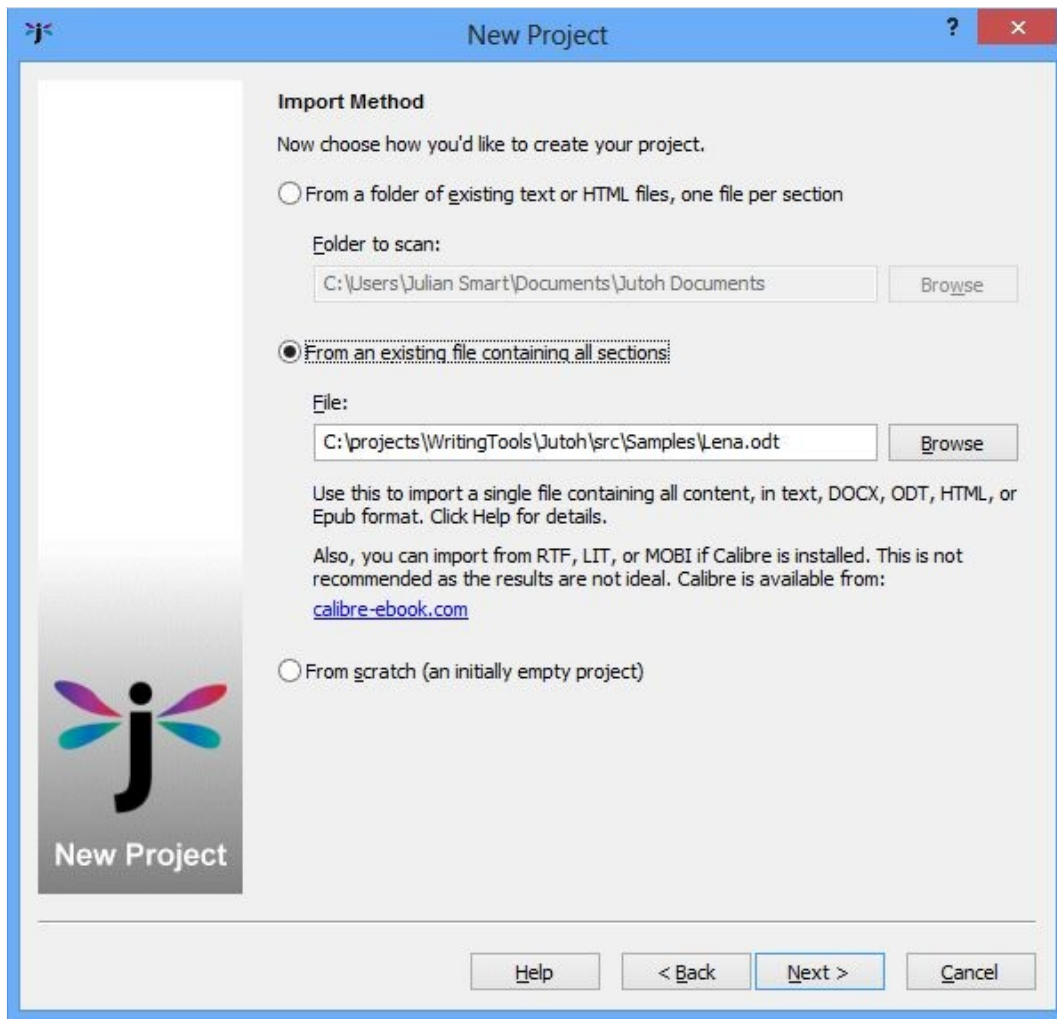 New Project
?
×
Import Method
Now choose how you'd like to create your project.
From a folder of existing text or HTML files, one file per section
Folder to scan:
C:\Users\Julian Smart\Documents\Jutoh Documents
Browse
From an existing file containing all sections
File:
C:\projects\WritingTools\Jutoh\src\Samples\Lena.odt
Browse
Use this to import a single file containing all content, in text, DOCX, ODT, HTML, or
Epub format. Click Help for details.
Also, you can import from RTF, LIT, or MOBI if Calibre is installed. This is not
recommended as the results are not ideal. Calibre is available from:
calibre-ebook.com
From scratch (an initially empty project)
j
New Project
Help
< Back
Next >
Cancel